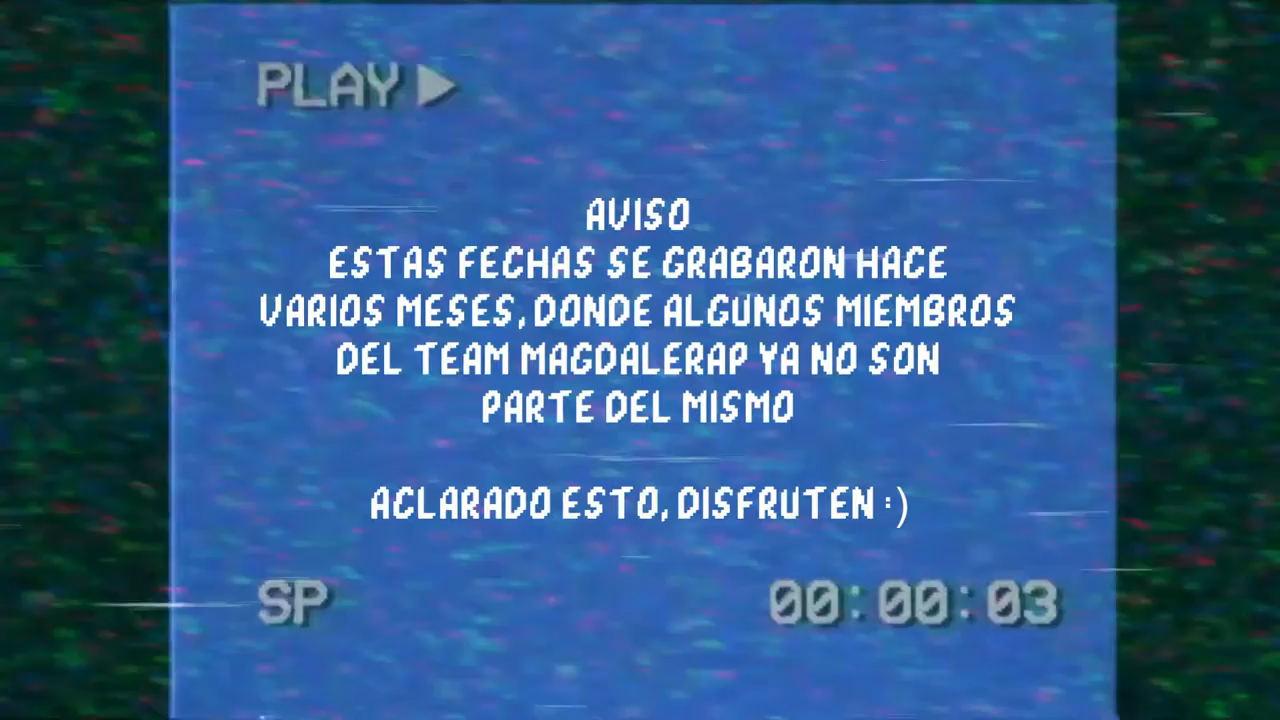 PLAY
AVISO
ESTAS FECHAS SE GRABARON HACE
VARIOS MESES, DONDE ALGUNOS MIEMBROS
DEL TEAM MAGDALERAP YA NO SON
PARTE DEL MISMO
ACLARADO ESTO, DISFRUTEN :)
SP 00:00:03